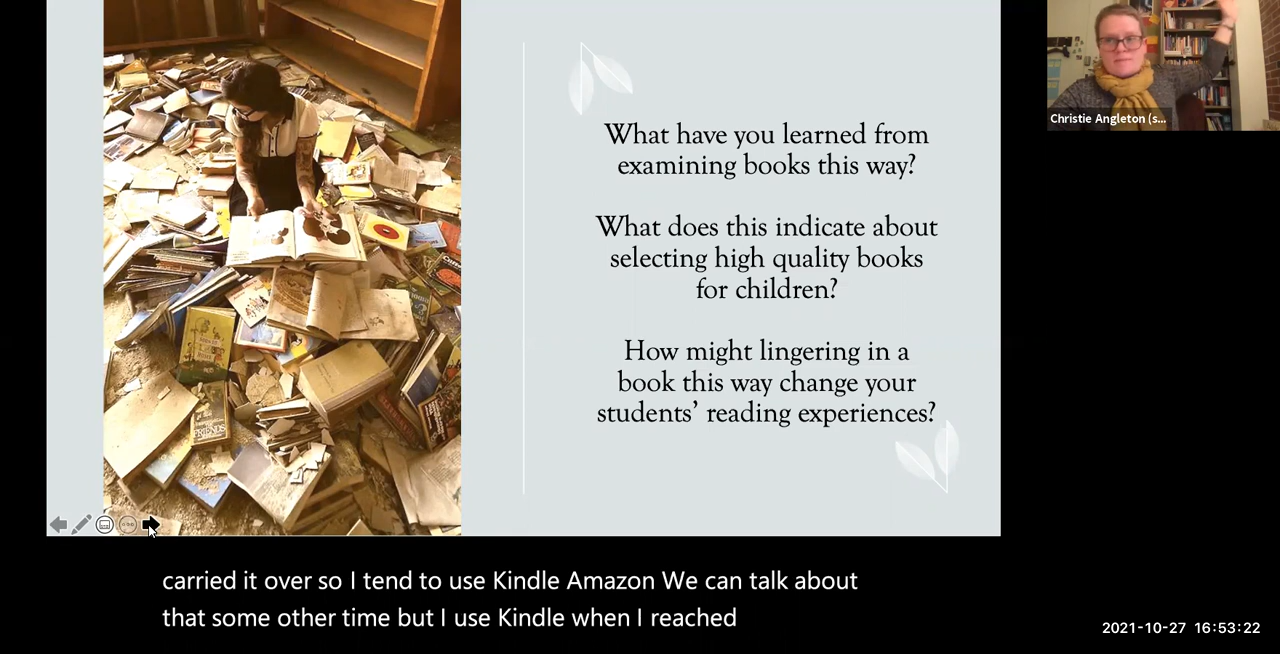 What have you learned from
examining books this way?
What does this indicate about
selecting high quality books
for children?
How might lingering in a
book this way change your
students’ reading experiences?
Christie Angleton (s...
carried it over so I tend to use Kindle Amazon We can talk about
that some other time but I use Kindle when I reached
2021-10-27 16:53:22